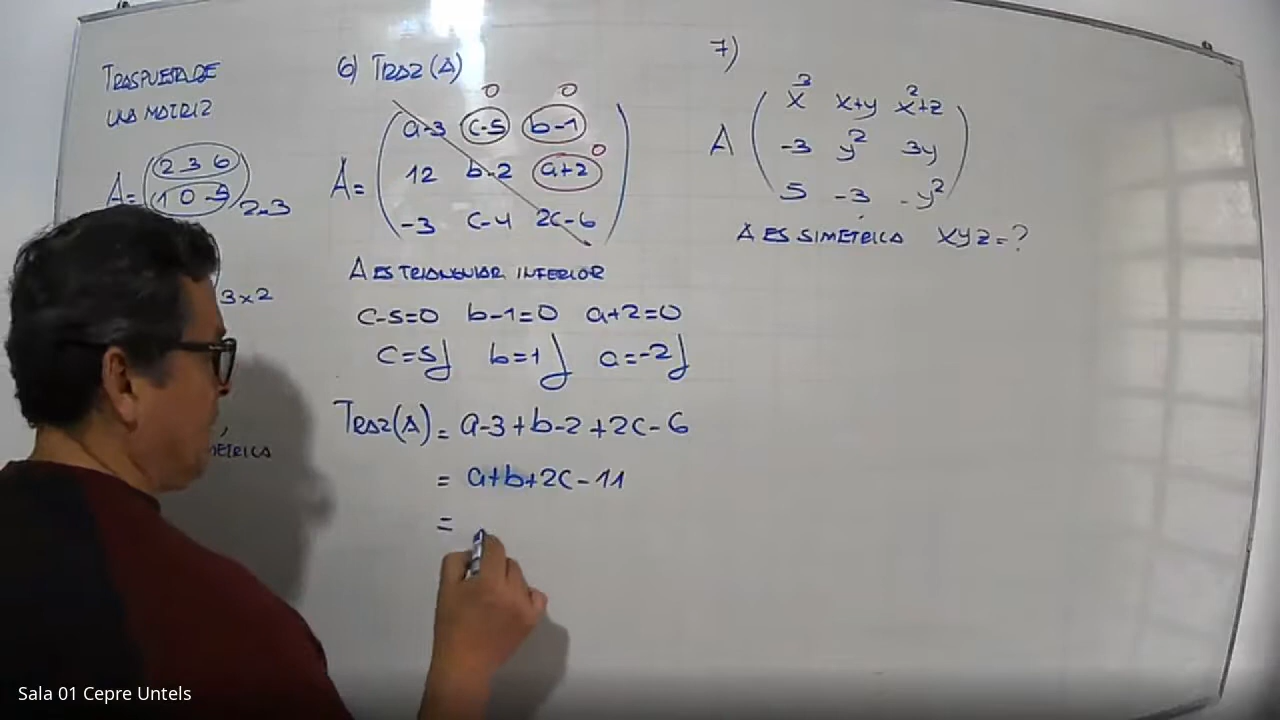 TRASPUESTA DE
UNA MATRIZ
A= 2 3 6
1 0 -5 2x3
3x2
6) TRAZ (A)
0 0
a-3 c-5 b-1
0
A= 12 b-2 a+2
-3 c-4 2c-6
A ES TRIANGULAR INFERIOR
c-5=0 b-1=0 a+2=0
c=5 b=1 a=-2
TRAZ(A) = a-3+b-2+2c-6
= a+b+2c-11
=
7)
x³ x+y x²+z
A -3 y² 3y
5 -3 -y²
A ES SIMÉTRICA XYZ=?
Sala 01 Cepre Untels